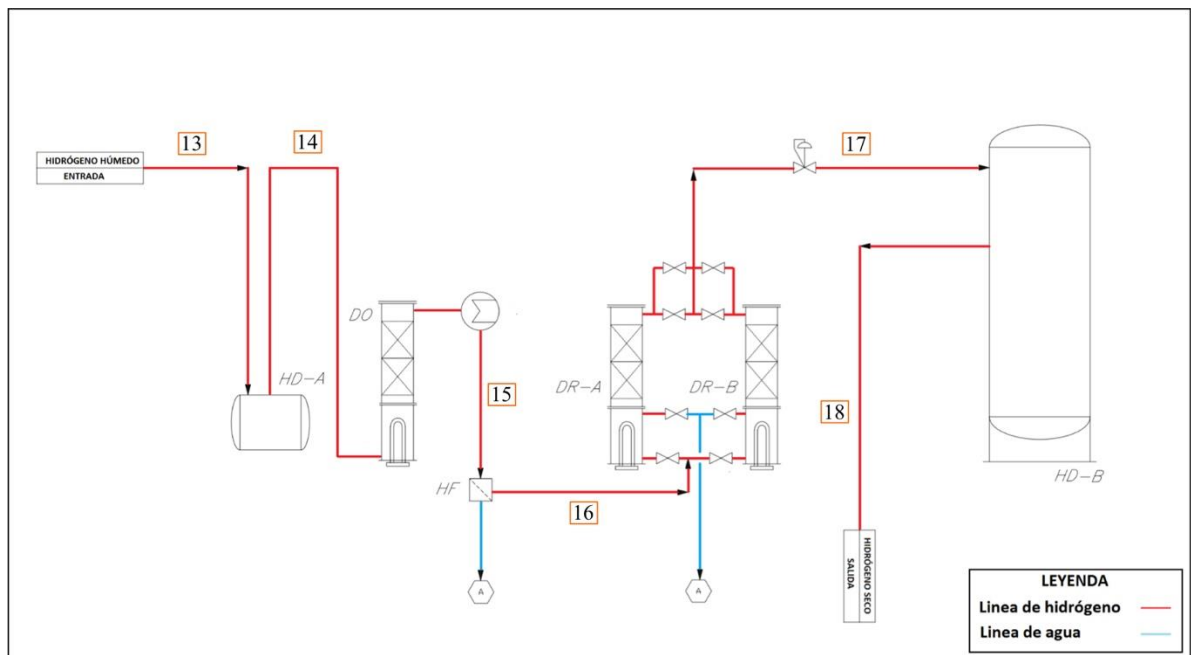 13
14
17
HIDRÓGENO HÚMEDO
ENTRADA
DO
HD-A
15
DR-A
DR-B
18
HF
16
HD-B
A
A
HIDRÓGENO SECO
SALIDA
LEYENDA
Linea de hidrógeno
Linea de agua